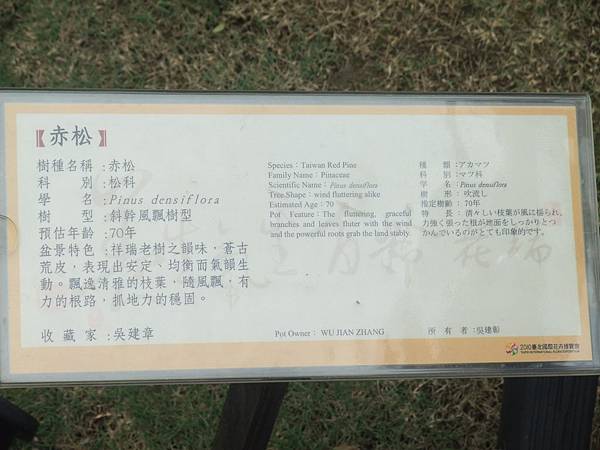 【赤松】
樹種名稱:赤松
科 別:松科
學 名:Pinus densiflora
樹 型:斜幹風飄樹型
預估年齡:70年
盆景特色:祥瑞老樹之韻味,蒼古
荒皮,表現出安定、均衡而氣韻生
動。飄逸清雅的枝葉,隨風飄,有
力的根路,抓地力的穩固。
收藏家:吳建章
Species:Taiwan Red Pine
Family Name:Pinaceae
Scientific Name:Pinus densiflora
Tree Shape:wind fluttering alike
Estimated Age:70
Pot Feature:The fluttering, graceful
branches and leaves fluter with the wind
and the powerful roots grab the land stably.
Pot Owner: WU JIAN ZHANG
種 類:アカマツ
科 別:マツ科
学 名:Pinus densiflora
樹 形: 吹流し
推定樹齢: 70年
特 長: 清々しい枝葉が風に揺られ、
力強く張った根が地面をしっかりとつ
かんでいるのがとても印象的です。
所 有 者:吳建彰
2010臺北國際花卉博覽會
TAIPEI INTERNATIONAL FLORA EXPOSITION